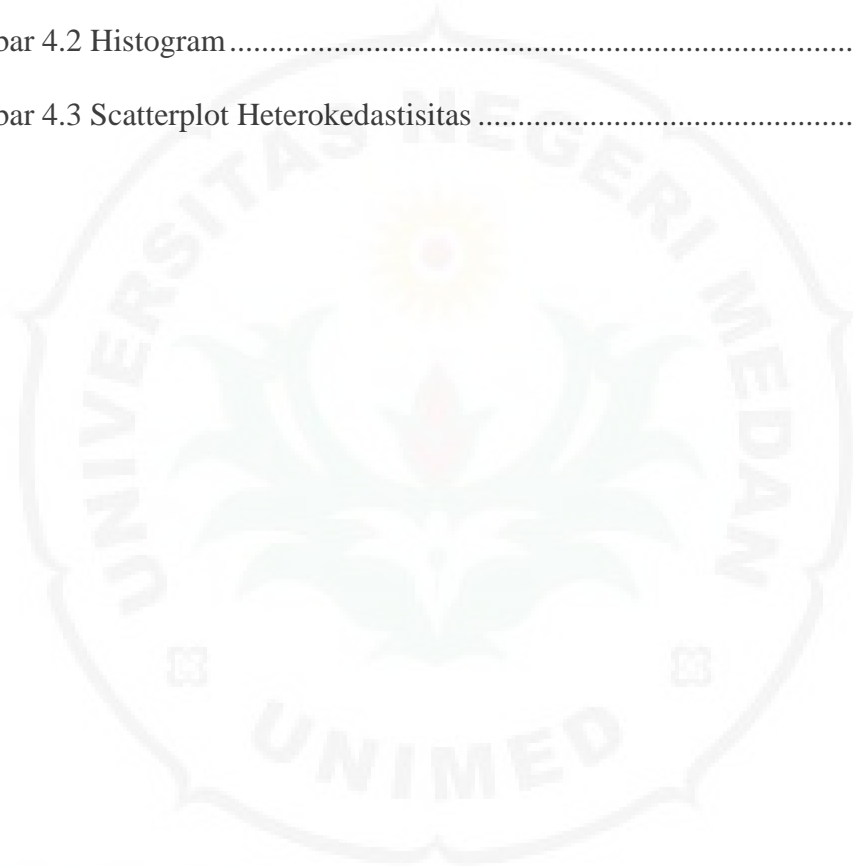 bar 4.2 Histogram....................................................................................
bar 4.3 Scatterplot Heterokedastisitas..............................................
UNIVERSITAS NEGERI MEDAN
UNIMED